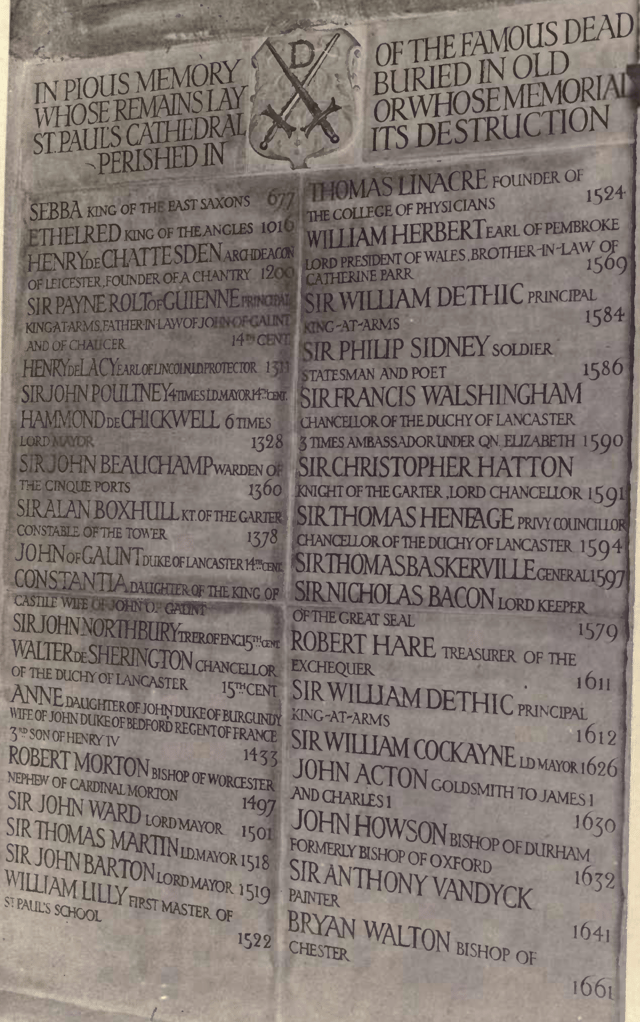 IN PIOUS MEMORY OF THE FAMOUS DEAD
WHOSE REMAINS LAY BURIED IN OLD
ST. PAUL'S CATHEDRAL OR WHOSE MEMORIAL
PERISHED IN ITS DESTRUCTION
D
SEBBA KING OF THE EAST SAXONS 677
ETHELRED KING OF THE ANGLES 1016
HENRY DE CHATTESDEN ARCHDEACON
OF LEICESTER, FOUNDER OF A CHANTRY 1200
SIR PAYNE ROLT OF GUIENNE PRINCIPAL
KING AT ARMS, FATHER IN LAW OF JOHN OF GAUNT
AND OF CHAUCER 14TH CENT
HENRY DE LACY EARL OF LINCOLN LD PROTECTOR 1313
SIR JOHN POULTNEY 4 TIMES LD. MAYOR 14TH CENT.
HAMMOND DE CHICKWELL 6 TIMES
LORD MAYOR 1328
SIR JOHN BEAUCHAMP WARDEN OF
THE CINQUE PORTS 1360
SIR ALAN BOXHULL KT OF THE GARTER
CONSTABLE OF THE TOWER 1378
JOHN OF GAUNT DUKE OF LANCASTER 14TH CENT
CONSTANTIA DAUGHTER OF THE KING OF
CASTILE WIFE OF JOHN OF GAUNT
SIR JOHN NORTHBURY TRER OF ENG 15TH CENT
WALTER DE SHERINGTON CHANCELLOR
OF THE DUCHY OF LANCASTER 15TH CENT
ANNE DAUGHTER OF JOHN DUKE OF BURGUNDY
WIFE OF JOHN DUKE OF BEDFORD REGENT OF FRANCE
3RD SON OF HENRY IV 1433
ROBERT MORTON BISHOP OF WORCESTER
NEPHEW OF CARDINAL MORTON 1497
SIR JOHN WARD LORD MAYOR 1501
SIR THOMAS MARTIN LD. MAYOR 1518
SIR JOHN BARTON LORD MAYOR 1519
WILLIAM LILLY FIRST MASTER OF
ST PAUL'S SCHOOL 1522
THOMAS LINACRE FOUNDER OF
THE COLLEGE OF PHYSICIANS 1524
WILLIAM HERBERT EARL OF PEMBROKE
LORD PRESIDENT OF WALES, BROTHER-IN-LAW OF
CATHERINE PARR 1569
SIR WILLIAM DETHIC PRINCIPAL
KING-AT-ARMS 1584
SIR PHILIP SIDNEY SOLDIER
STATESMAN AND POET 1586
SIR FRANCIS WALSHINGHAM
CHANCELLOR OF THE DUCHY OF LANCASTER
3 TIMES AMBASSADOR UNDER QN. ELIZABETH 1590
SIR CHRISTOPHER HATTON
KNIGHT OF THE GARTER, LORD CHANCELLOR 1591
SIR THOMAS HENEAGE PRIVY COUNCILLOR
CHANCELLOR OF THE DUCHY OF LANCASTER 1594
SIR THOMAS BASKERVILLE GENERAL 1597
SIR NICHOLAS BACON LORD KEEPER
OF THE GREAT SEAL 1579
ROBERT HARE TREASURER OF THE
EXCHEQUER 1611
SIR WILLIAM DETHIC PRINCIPAL
KING-AT-ARMS 1612
SIR WILLIAM COCKAYNE LD MAYOR 1626
JOHN ACTON GOLDSMITH TO JAMES I
AND CHARLES I 1630
JOHN HOWSON BISHOP OF DURHAM
FORMERLY BISHOP OF OXFORD 1632
SIR ANTHONY VANDYCK
PAINTER 1641
BRYAN WALTON BISHOP OF
CHESTER 1661